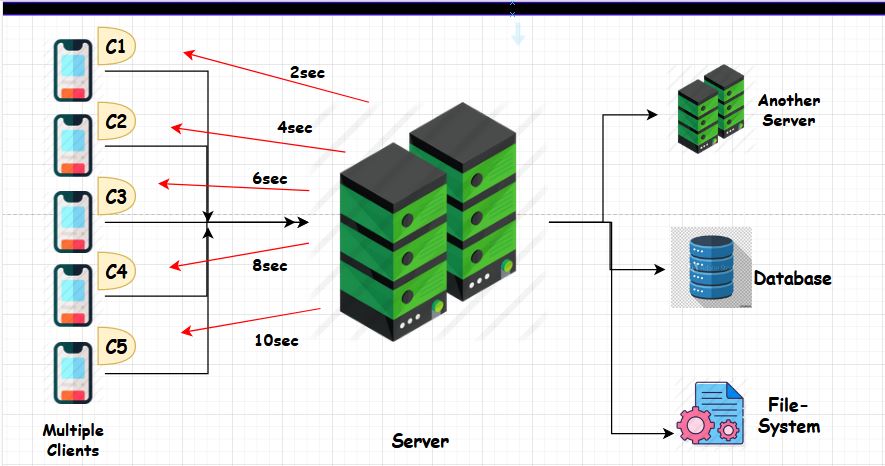 C1
2sec
C2
4sec
C3
6sec
C4
8sec
C5
10sec
Multiple
Clients
Server
Another
Server
Database
File-
System